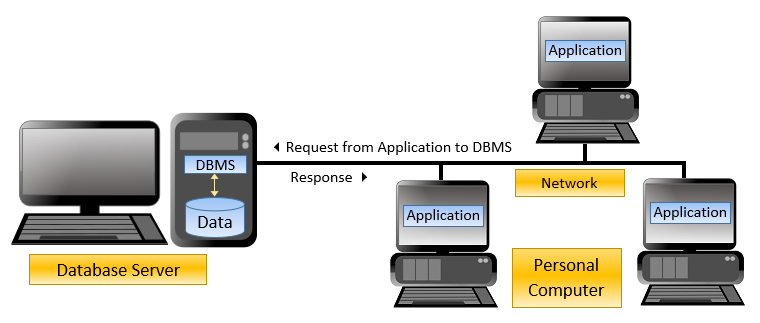 Application
DBMS
Data
Database Server
Request from Application to DBMS
Response
Network
Application
Application
Personal
Computer